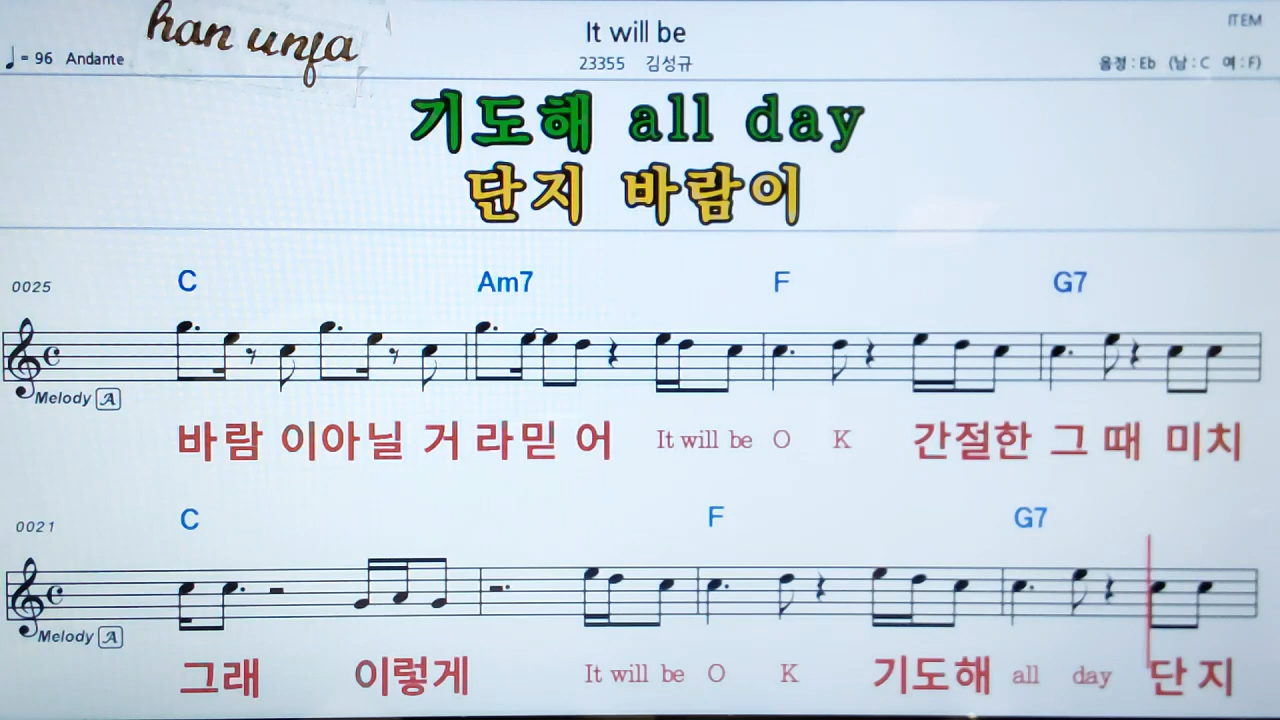 han unja
It will be
ITEM
♩= 96 Andante
23355 김성규
음정 : Eb (남 : C 여 : F)
기도해 all day
단지 바람이
C Am7 F G7
0025
Melody A
바람 이아닐 거 라믿 어 It will be O K 간절한 그 때 미치
C F G7
0021
Melody A
그래 이렇게 It will be O K 기도해 all day 단 지